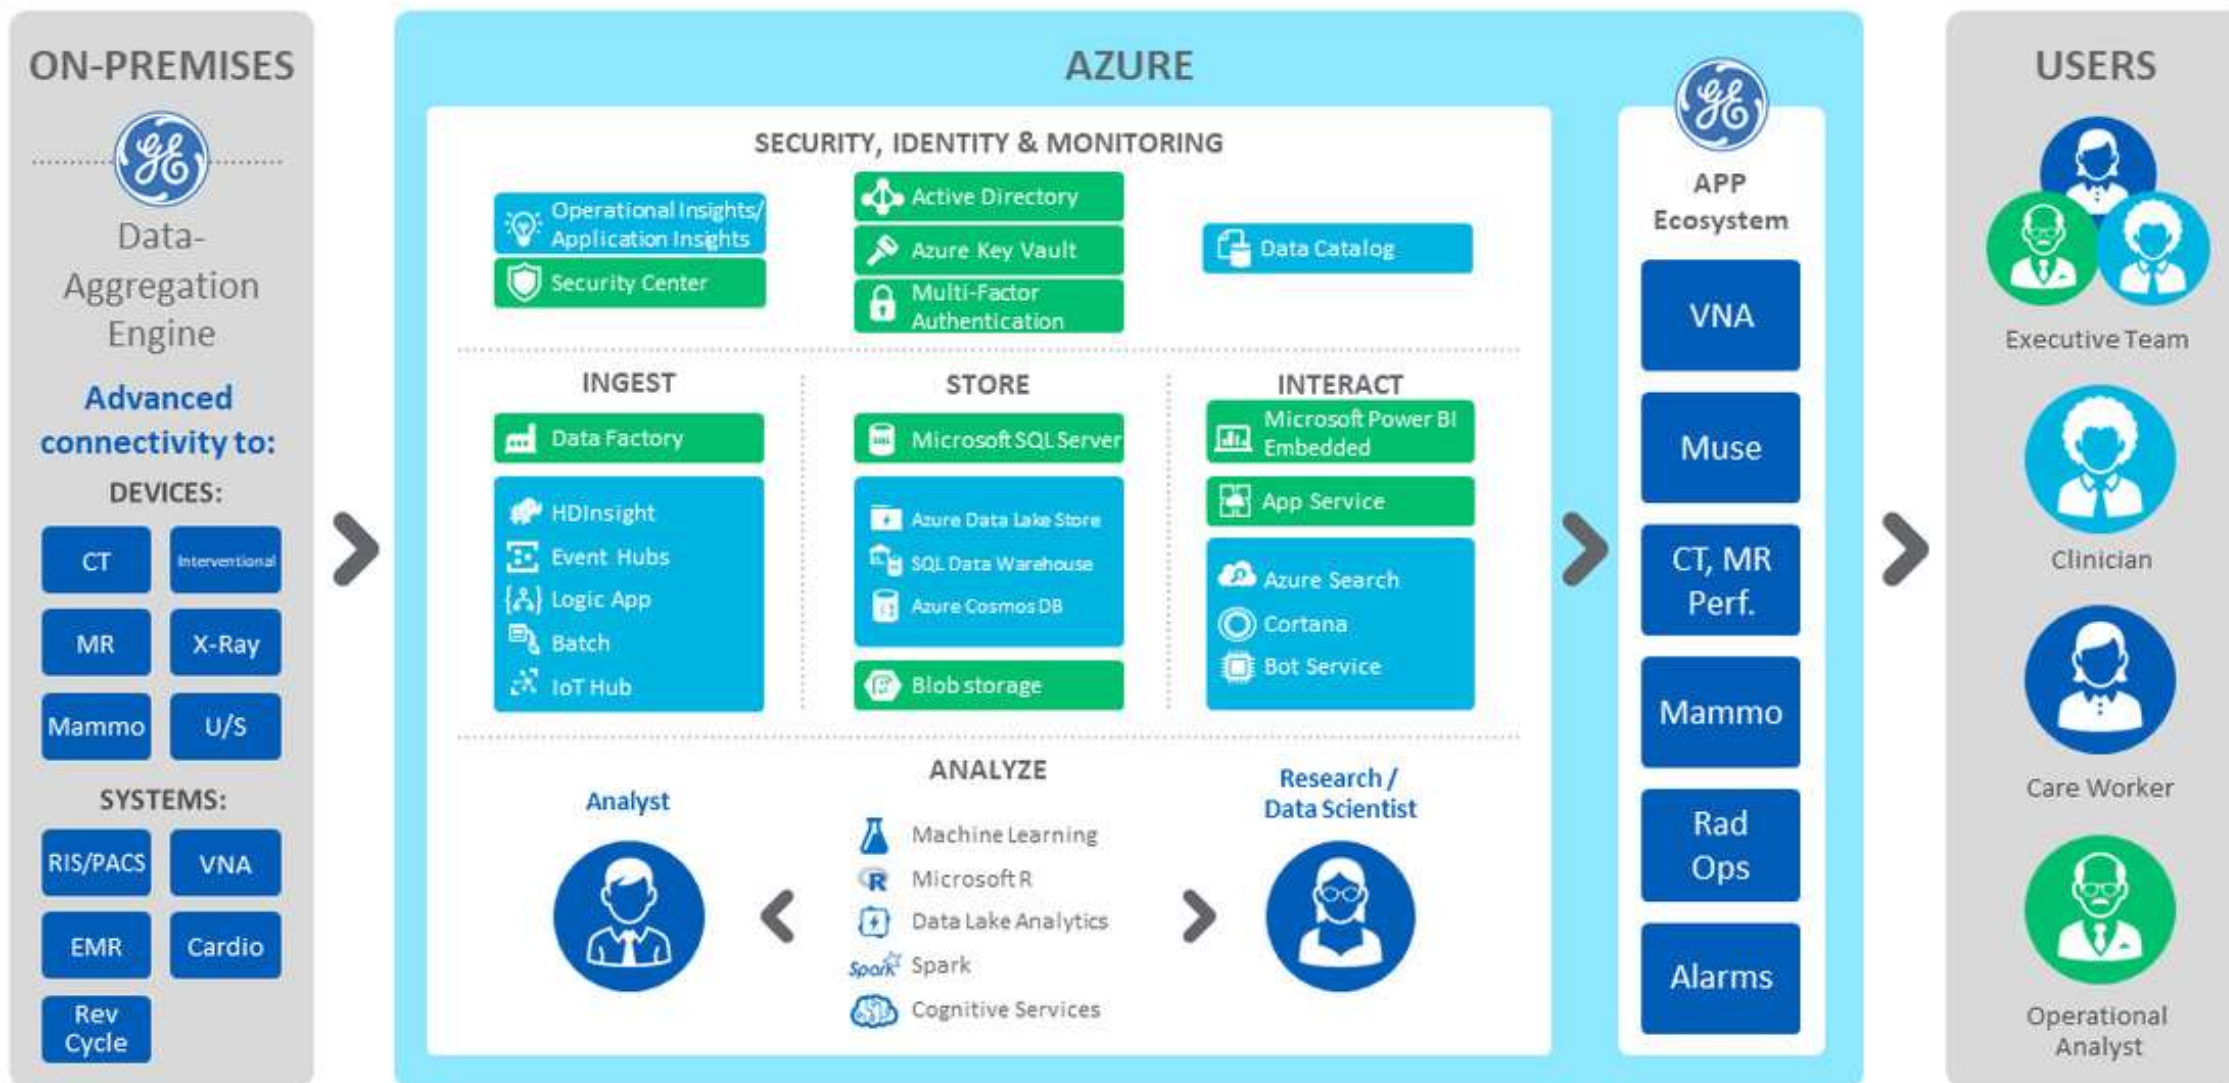 ON-PREMISES
GE
Data-
Aggregation
Engine
Advanced
connectivity to:
DEVICES:
CT
Interventional
MR
X-Ray
Mammo
U/S
SYSTEMS:
RIS/PACS
VNA
EMR
Cardio
Rev
Cycle
AZURE
SECURITY, IDENTITY & MONITORING
Operational Insights/
Application Insights
Security Center
Active Directory
Azure Key Vault
Multi-Factor
Authentication
Data Catalog
INGEST
Data Factory
HDInsight
Event Hubs
Logic App
Batch
IoT Hub
STORE
SQL
Microsoft SQL Server
Azure Data Lake Store
SQL Data Warehouse
Azure Cosmos DB
Blob storage
INTERACT
Microsoft Power BI
Embedded
App Service
Azure Search
Cortana
Bot Service
Analyst
ANALYZE
Machine Learning
R Microsoft R
Data Lake Analytics
Spark Spark
Cognitive Services
Research /
Data Scientist
GE
APP
Ecosystem
VNA
Muse
CT, MR
Perf.
Mammo
Rad
Ops
Alarms
USERS
Executive Team
Clinician
Care Worker
Operational
Analyst